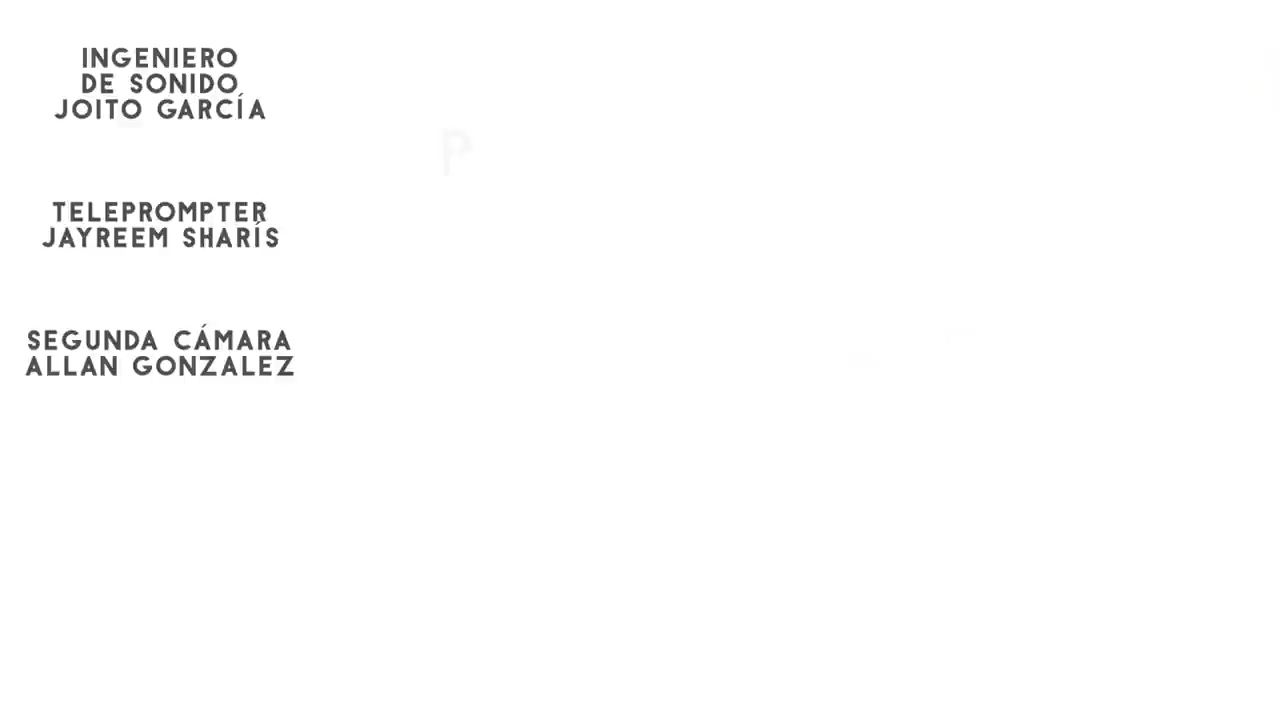 INGENIERO
DE SONIDO
JOITO GARCÍA
TELEPROMPTER
JAYREEM SHARÍS
SEGUNDA CÁMARA
ALLAN GONZALEZ
P